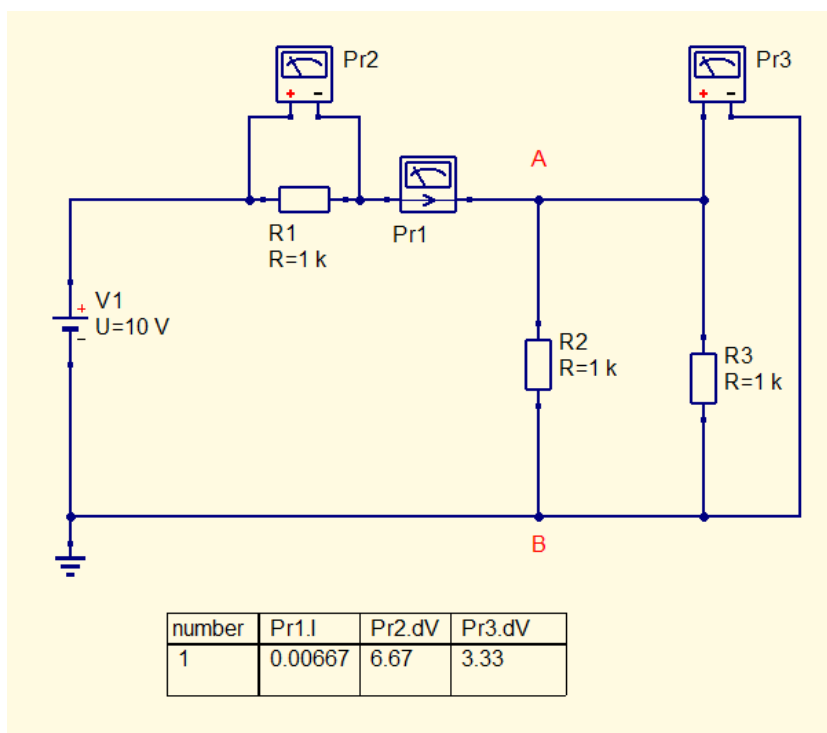 Pr2
Pr3
A
R1
R=1 k
Pr1
V1
U=10 V
R2
R=1 k
R3
R=1 k
B
number Pr1.I Pr2.dV Pr3.dV
1 0.00667 6.67 3.33